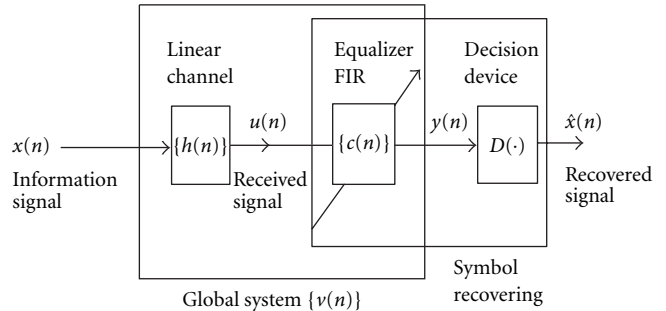 Linear
channel
Equalizer
FIR
Decision
device
x(n)
Information
signal
{h(n)}
u(n)
Received
signal
{c(n)}
y(n)
D(·)
x̂(n)
Recovered
signal
Symbol
recovering
Global system {v(n)}